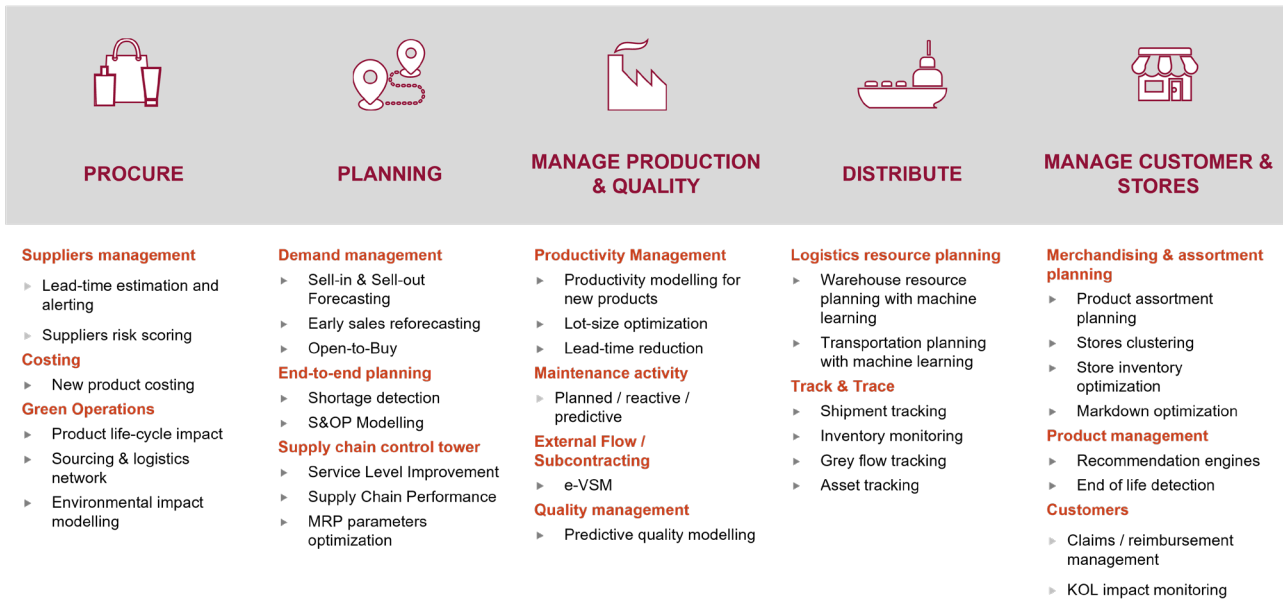 PROCURE
PLANNING
MANAGE PRODUCTION
& QUALITY
DISTRIBUTE
MANAGE CUSTOMER &
STORES
Suppliers management
Lead-time estimation and
alerting
Suppliers risk scoring
Costing
New product costing
Green Operations
Product life-cycle impact
Sourcing & logistics
network
Environmental impact
modelling
Demand management
Sell-in & Sell-out
Forecasting
Early sales reforecasting
Open-to-Buy
End-to-end planning
Shortage detection
S&OP Modelling
Supply chain control tower
Service Level Improvement
Supply Chain Performance
MRP parameters
optimization
Productivity Management
Productivity modelling for
new products
Lot-size optimization
Lead-time reduction
Maintenance activity
Planned / reactive /
predictive
External Flow /
Subcontracting
e-VSM
Quality management
Predictive quality modelling
Logistics resource planning
Warehouse resource
planning with machine
learning
Transportation planning
with machine learning
Track & Trace
Shipment tracking
Inventory monitoring
Grey flow tracking
Asset tracking
Merchandising & assortment
planning
Product assortment
planning
Stores clustering
Store inventory
optimization
Markdown optimization
Product management
Recommendation engines
End of life detection
Customers
Claims / reimbursement
management
KOL impact monitoring